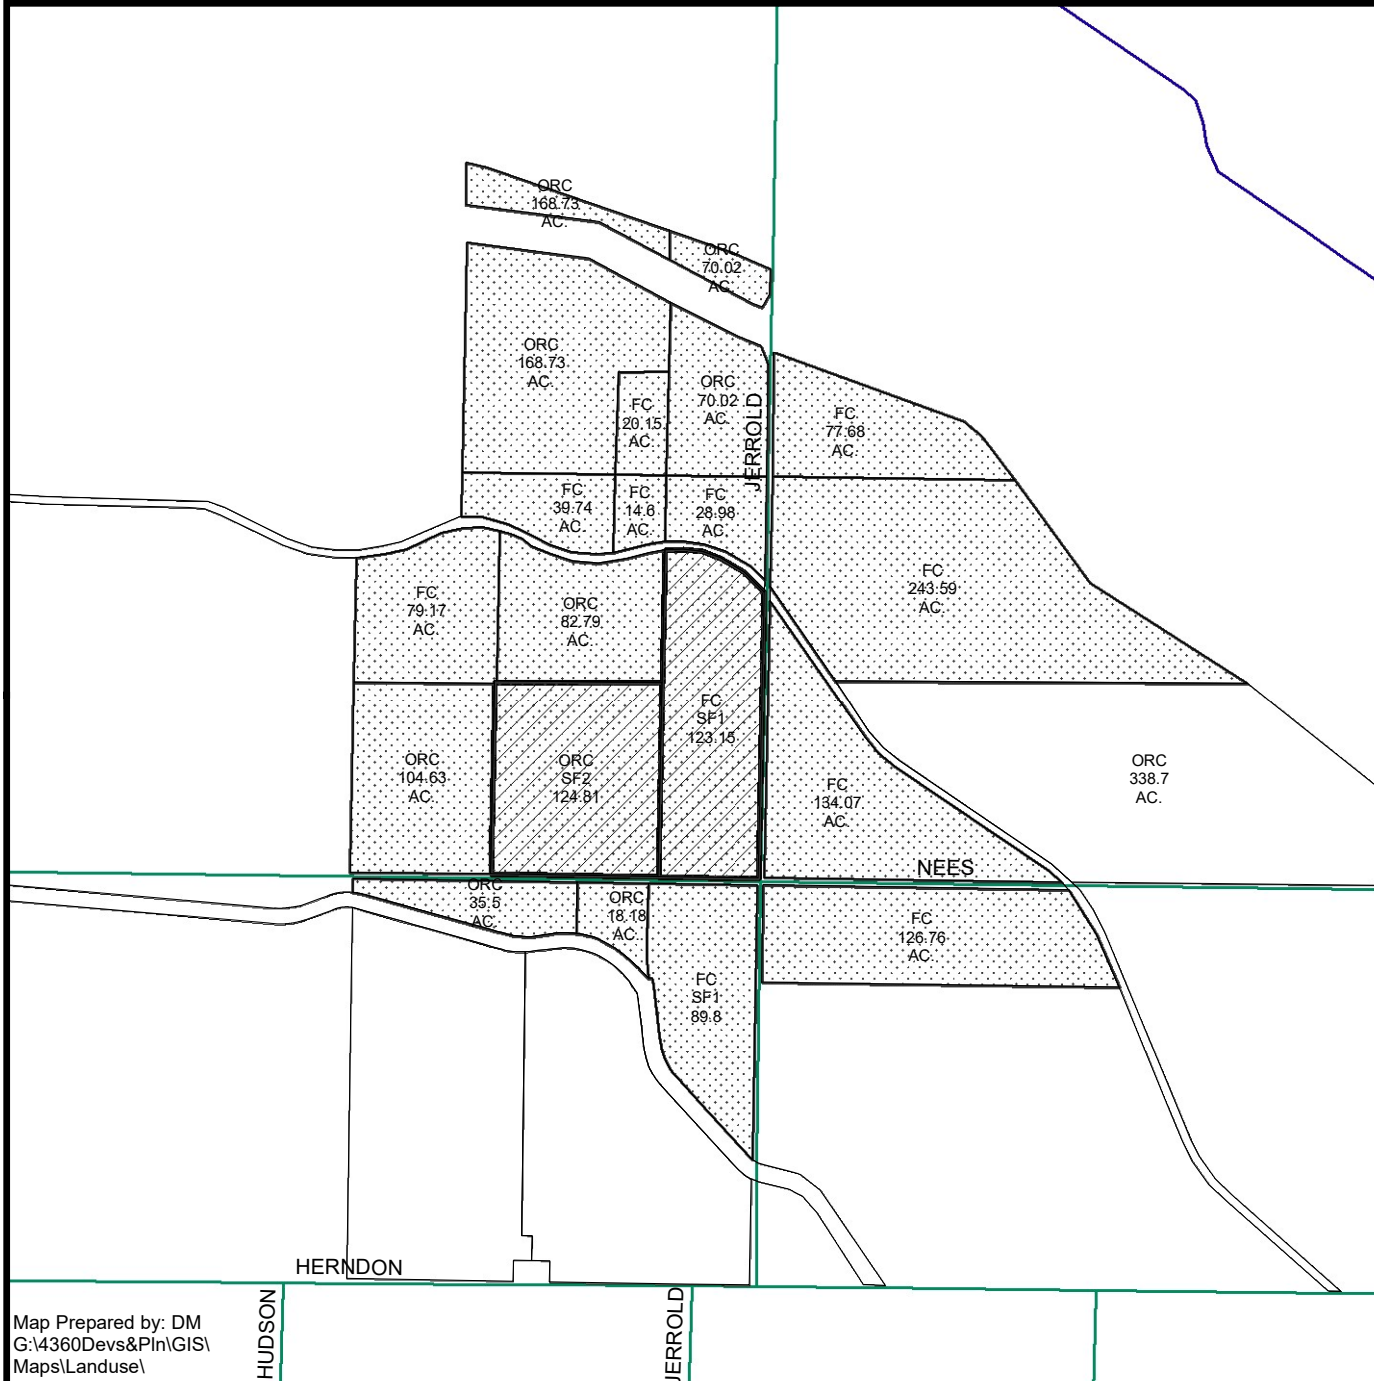 ORC
168.73
AC.
ORC
70.02
AC.
ORC
168.73
AC.
FC
20.15
AC.
ORC
70.02
AC.
JERROLD
FC
77.68
AC.
FC
39.74
AC.
FC
14.6
AC.
FC
28.98
AC.
FC
243.59
AC.
FC
79.17
AC.
ORC
82.79
AC.
FC
SF1
123.15
ORC
104.63
AC.
ORC
SF2
124.81
FC
134.07
AC.
ORC
338.7
AC.
NEES
ORC
35.5
AC.
ORC
18.18
AC.
FC
126.76
AC.
FC
SF1
89.8
HERNDON
HUDSON
JERROLD
Map Prepared by: DM
G:\4360Devs&Pln\GIS\
Maps\Landuse\